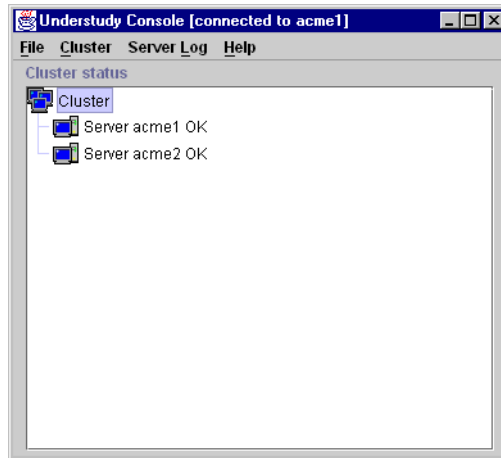 Understudy Console [connected to acme1]
File Cluster Server Log Help
Cluster status
Cluster
Server acme1 OK
Server acme2 OK